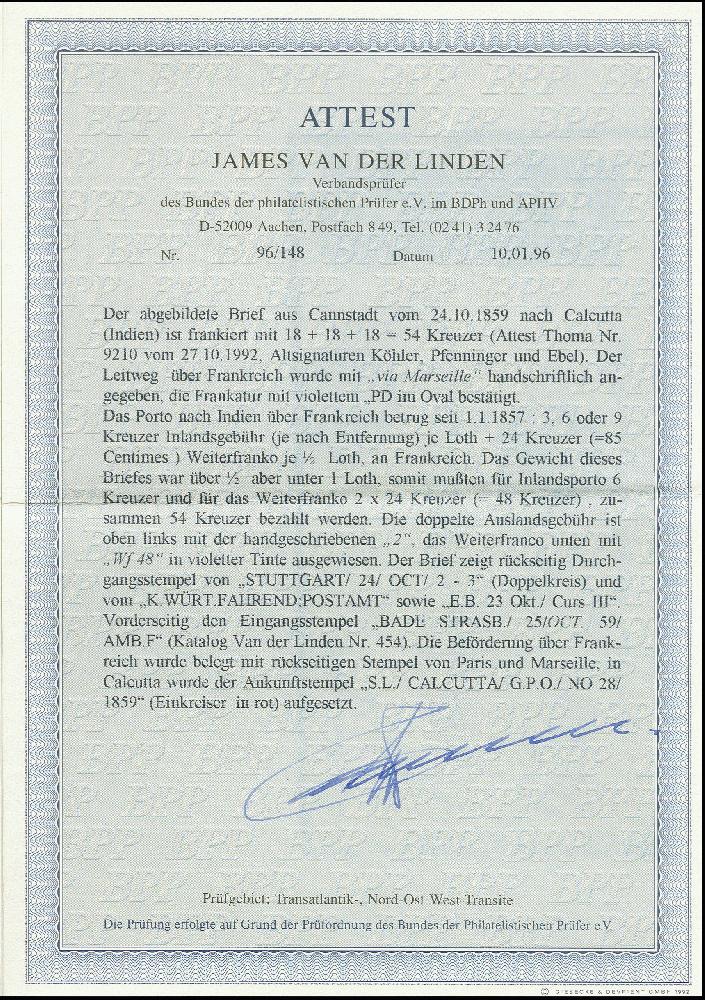 ATTEST
JAMES VAN DER LINDEN
Verbandsprüfer
des Bundes der philatelistischen Prüfer e.V. im BDPh und APHV
D-52009 Aachen, Postfach 849, Tel. (0241) 32476
Nr. 96/148 Datum 10.01.96
Der abgebildete Brief aus Cannstadt vom 24.10.1859 nach Calcutta
(Indien) ist frankiert mit 18 + 18 + 18 = 54 Kreuzer (Attest Thoma Nr.
9210 vom 27.10.1992, Altsignaturen Köhler, Pfenninger und Ebel). Der
Leitweg über Frankreich wurde mit „via Marseille“ handschriftlich an-
gegeben, die Frankatur mit violettem „PD im Oval bestätigt.
Das Porto nach Indien über Frankreich betrug seit 1.1.1857 : 3, 6 oder 9
Kreuzer Inlandsgebühr (je nach Entfernung) je Loth + 24 Kreuzer (=85
Centimes ) Weiterfranko je ½ Loth, an Frankreich. Das Gewicht dieses
Briefes war über ½ aber unter 1 Loth, somit mußten für Inlandsporto 6
Kreuzer und für das Weiterfranko 2 x 24 Kreuzer (= 48 Kreuzer) , zu-
sammen 54 Kreuzer bezahlt werden. Die doppelte Auslandsgebühr ist
oben links mit der handgeschriebenen „2“, das Weiterfranco unten mit
„Wf 48“ in violetter Tinte ausgewiesen. Der Brief zeigt rückseitig Durch-
gangsstempel von „STUTTGART/ 24/ OCT/ 2 - 3“ (Doppelkreis) und
vom „K.WÜRT.FAHREND:POSTAMT“ sowie „E.B. 23 Okt./ Curs III“.
Vorderseitig den Eingangsstempel „BADE STRASB./ 25/OCT. 59/
AMB.F“ (Katalog Van der Linden Nr. 454). Die Beförderung über Frank-
reich wurde belegt mit rückseitigen Stempel von Paris und Marseille, in
Calcutta wurde der Ankunftstempel „S.L./ CALCUTTA/ G.P.O./ NO 28/
1859“ (Einkreiser in rot) aufgesetzt.
Prüfgebiet: Transatlantik-, Nord Ost West Transite
Die Prüfung erfolgte auf Grund der Prüfordnung des Bundes der Philatelistischen Prüfer e.V.
© GIESECKE & DEVRIENT GMBH 1992